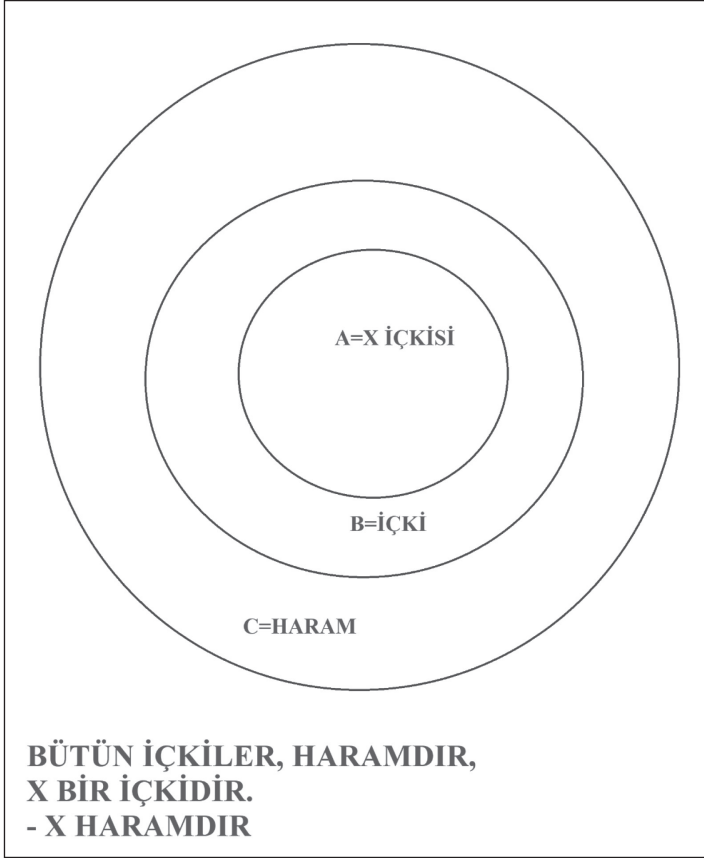 A=X İÇKİSİ
B=İÇKİ
C=HARAM
BÜTÜN İÇKİLER, HARAMDIR,
X BİR İÇKİDİR.
- X HARAMDIR